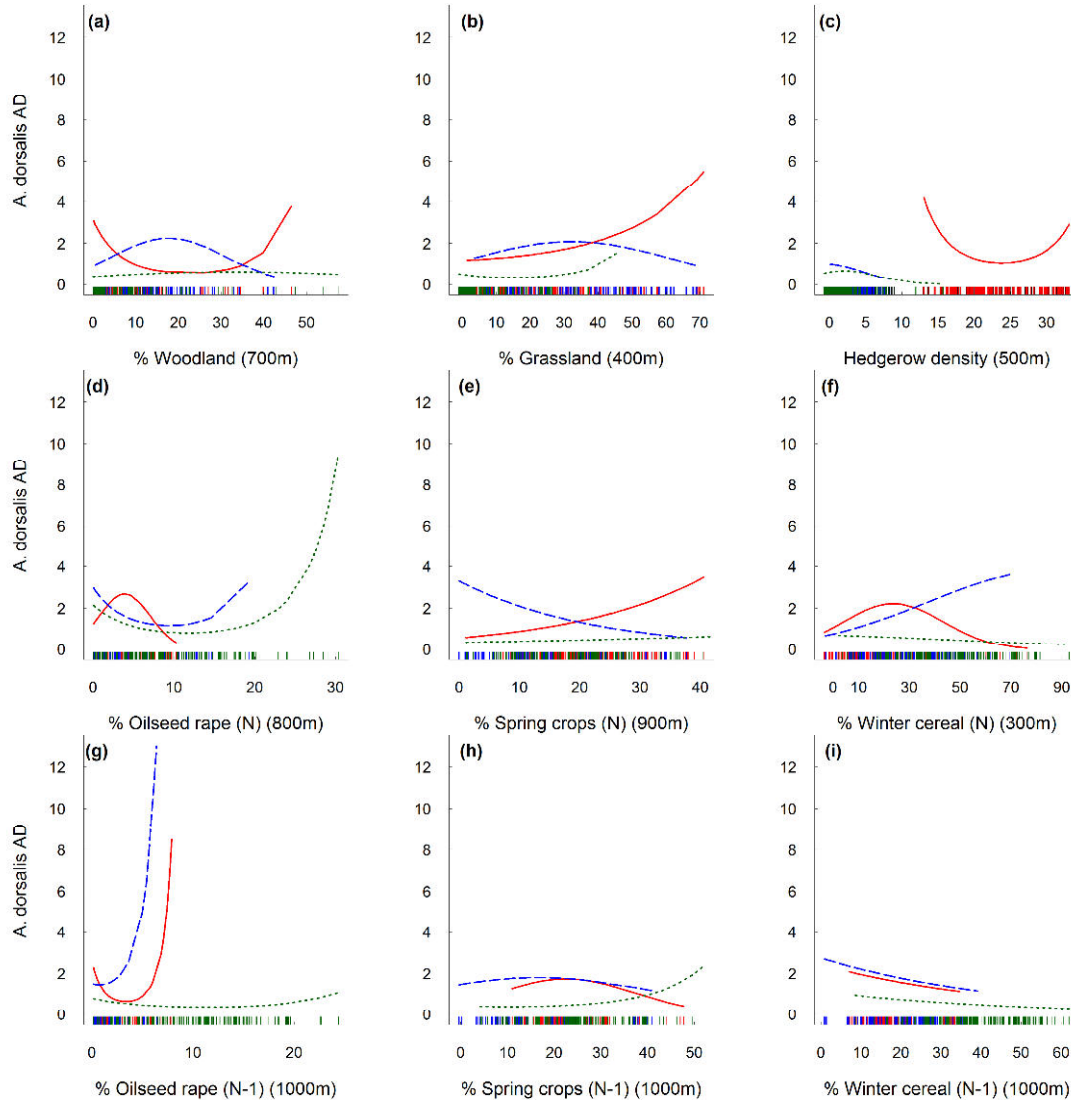 (a) (b) (c)
A. dorsalis AD
12 12 12
10 10 10
8 8 8
6 6 6
4 4 4
2 2 2
0 0 0
0 10 20 30 40 50
0 10 20 30 40 50 60 70
0 5 10 15 20 25 30
% Woodland (700m) % Grassland (400m) Hedgerow density (500m)
(d) (e) (f)
A. dorsalis AD
12 12 12
10 10 10
8 8 8
6 6 6
4 4 4
2 2 2
0 0 0
0 10 20 30
0 10 20 30 40
0 10 30 50 70 90
% Oilseed rape (N) (800m) % Spring crops (N) (900m) % Winter cereal (N) (300m)
(g) (h) (i)
A. dorsalis AD
12 12 12
10 10 10
8 8 8
6 6 6
4 4 4
2 2 2
0 0 0
0 10 20
0 10 20 30 40 50
0 10 20 30 40 50 60
% Oilseed rape (N-1) (1000m) % Spring crops (N-1) (1000m) % Winter cereal (N-1) (1000m)